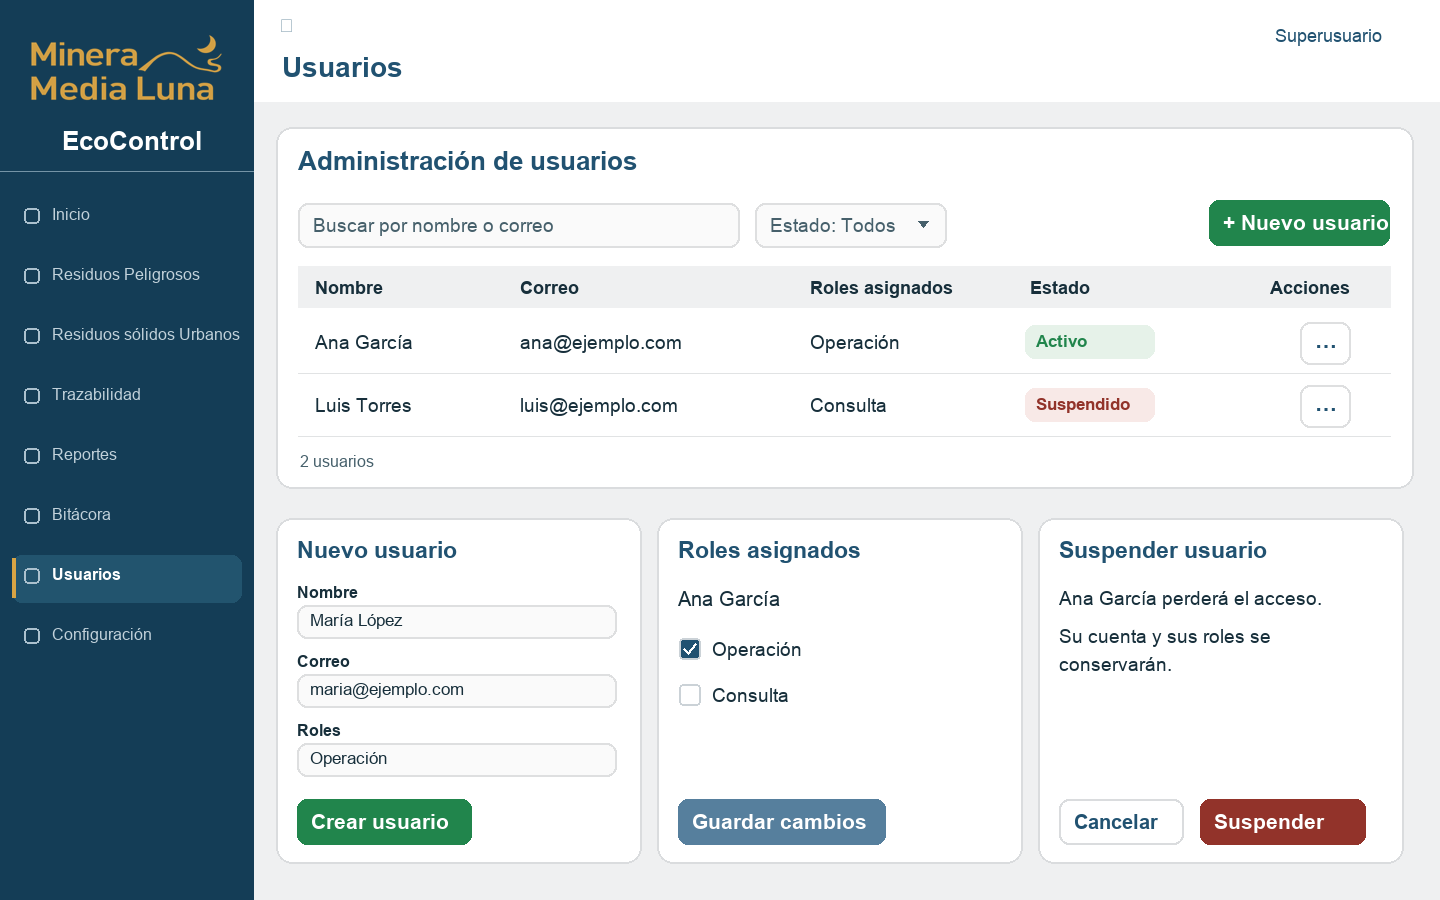 Minera
Media Luna
EcoControl
Inicio
Residuos Peligrosos
Residuos sólidos Urbanos
Trazabilidad
Reportes
Bitácora
Usuarios
Configuración
Usuarios
Superusuario
Administración de usuarios
Buscar por nombre o correo
Estado: Todos
+ Nuevo usuario
Nombre Correo Roles asignados Estado Acciones
Ana García ana@ejemplo.com Operación Activo ...
Luis Torres luis@ejemplo.com Consulta Suspendido ...
2 usuarios
Nuevo usuario
Nombre
María López
Correo
maria@ejemplo.com
Roles
Operación
Crear usuario
Roles asignados
Ana García
Operación
Consulta
Guardar cambios
Suspender usuario
Ana García perderá el acceso.
Su cuenta y sus roles se
conservarán.
Cancelar
Suspender